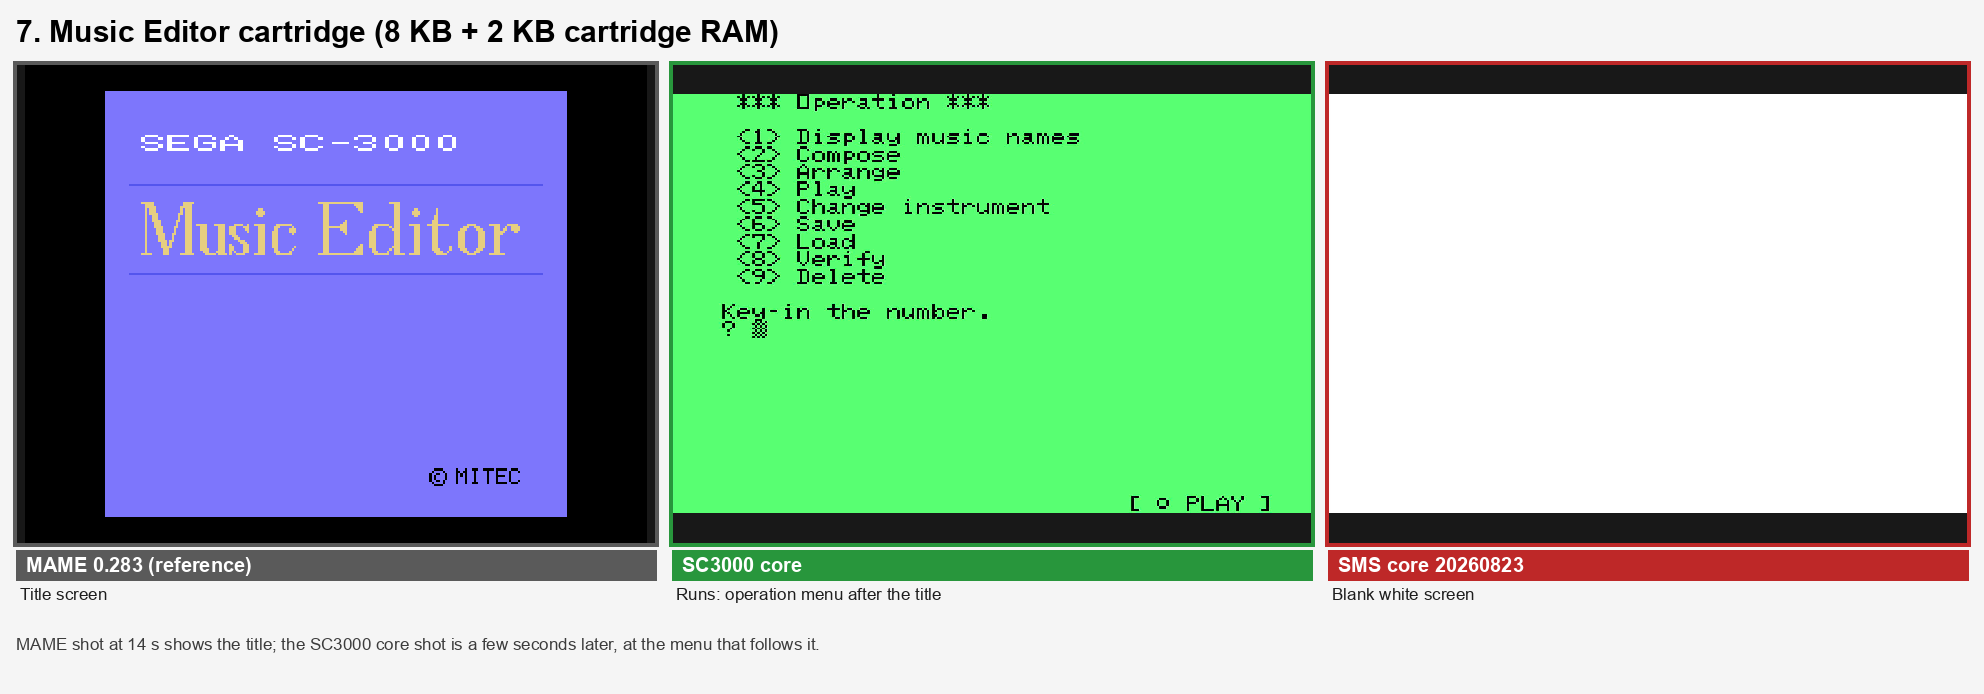 7. Music Editor cartridge (8 KB + 2 KB cartridge RAM)
SEGA SC-3000
Music Editor
© MITEC
*** Operation ***
<1> Display music names
<2> Compose
<3> Arrange
<4> Play
<5> Change instrument
<6> Save
<7> Load
<8> Verify
<9> Delete
Key-in the number.
? ▒
[ o PLAY ]
MAME 0.283 (reference)
SC3000 core
SMS core 20260823
Title screen
Runs: operation menu after the title
Blank white screen
MAME shot at 14 s shows the title; the SC3000 core shot is a few seconds later, at the menu that follows it.